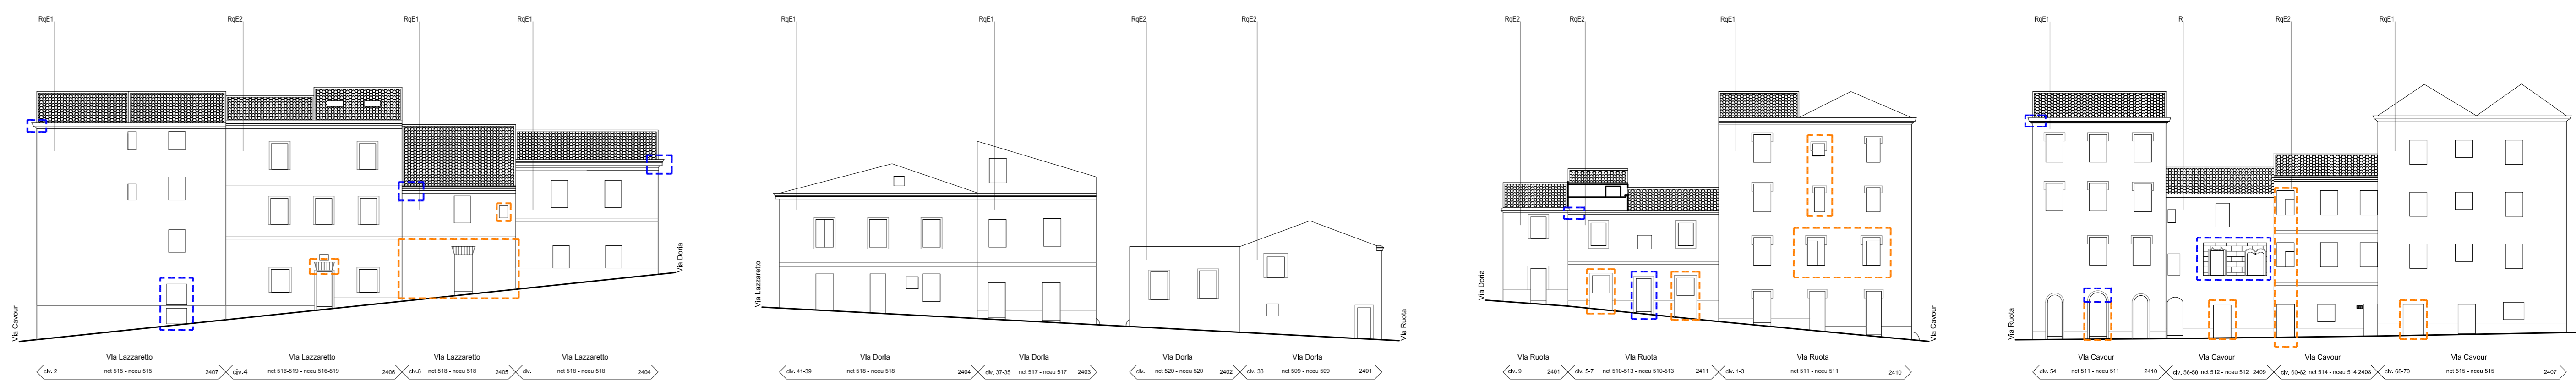 RqE1 RqE2 RqE1 RqE1
Via Cavour
Via Doria
Via Lazzaretto Via Lazzaretto Via Lazzaretto Via Lazzaretto
civ. 2 nct 515 - nceu 515 2407 civ.4 nct 516-519 - nceu 516-519 2406 civ.6 nct 518 - nceu 518 2405 civ. nct 518 - nceu 518 2404
RqE1 RqE1 RqE2 RqE2
Via Lazzaretto
Via Ruota
Via Doria Via Doria Via Doria Via Doria
civ. 41-39 nct 518 - nceu 518 2404 civ. 37-35 nct 517 - nceu 517 2403 civ. nct 520 - nceu 520 2402 civ. 33 nct 509 - nceu 509 2401
RqE2 RqE2 RqE1
Via Doria
Via Cavour
Via Ruota Via Ruota Via Ruota
civ. 9 2401 civ. 5-7 nct 510-513 - nceu 510-513 2411 civ. 1-3 nct 511 - nceu 511 2410
RqE1 R RqE2 RqE1
Via Ruota
Via Cavour Via Cavour Via Cavour Via Cavour
civ. 54 nct 511 - nceu 511 2410 civ. 56-58 nct 512 - nceu 512 2409 civ. 60-62 nct 514 - nceu 514 2408 civ. 68-70 nct 515 - nceu 515 2407